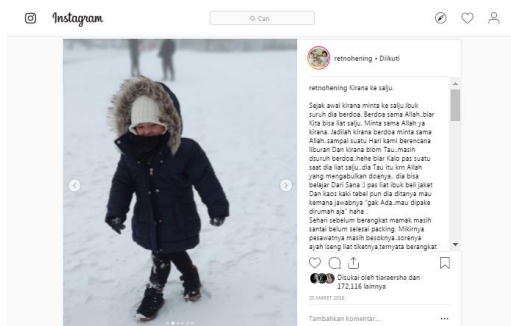 Instagram
Cari
retnohening • Diikuti
retnohening Kirana ke salju.
Sejak awal kirana minta ke salju.Ibuk
suruh dia berdoa. Berdoa sama Allah..biar
Kita bisa liat salju. Minta sama Allah ya
kirana. Jadilah kirana berdoa minta sama
Allah..sampai suatu Hari kami berencana
liburan Dan kirana blom Tau..masih
dsuruh berdoa..hehe biar Kalo pas suatu
saat dia liat salju..dia Tau itu krn Allah
yang mengabulkan doanya.. dia bisa
belajar Dari Sana :) pas liat ibuk beli jaket
Dan kaos kaki tebel pun dia ditanya mau
kemana.jawabnya "gak Ada..mau dipake
dirumah aja" haha .
Sehari sebelum berangkat mamak masih
santai belum selesai packing. Mikirnya
pesawatnya masih besoknya..sorenya
ayah iseng liat tiketnya,ternyata berangkat
Disukai oleh tiaraersha dan
172,116 lainnya
25 MARET 2018
Tambahkan komentar...